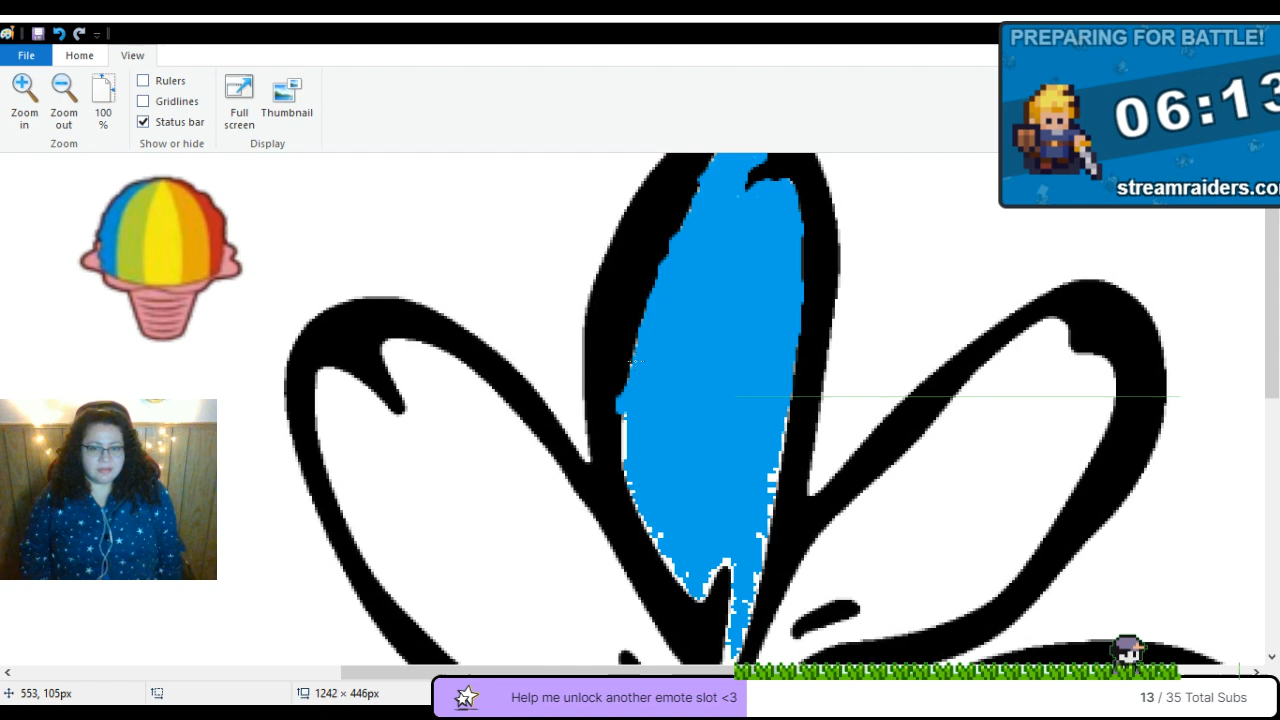 PREPARING FOR BATTLE!
File Home View
Rulers
Gridlines
Status bar
Zoom in
Zoom out
100 %
Full screen
Thumbnail
Zoom
Show or hide
Display
06:13
streamraiders.co
553, 105px
1242 × 446px
Help me unlock another emote slot <3
13 / 35 Total Subs